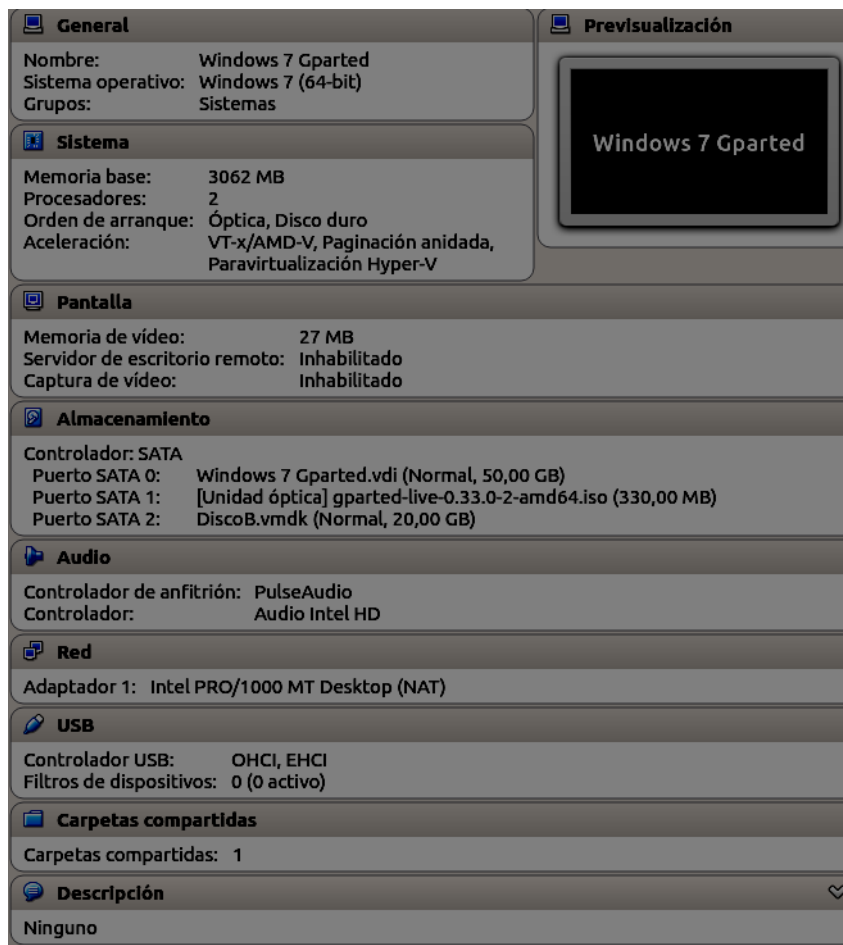 General
Nombre: Windows 7 Gparted
Sistema operativo: Windows 7 (64-bit)
Grupos: Sistemas
Previsualización
Windows 7 Gparted
Sistema
Memoria base: 3062 MB
Procesadores: 2
Orden de arranque: Óptica, Disco duro
Aceleración: VT-x/AMD-V, Paginación anidada,
Paravirtualización Hyper-V
Pantalla
Memoria de vídeo: 27 MB
Servidor de escritorio remoto: Inhabilitado
Captura de vídeo: Inhabilitado
Almacenamiento
Controlador: SATA
Puerto SATA 0: Windows 7 Gparted.vdi (Normal, 50,00 GB)
Puerto SATA 1: [Unidad óptica] gparted-live-0.33.0-2-amd64.iso (330,00 MB)
Puerto SATA 2: DiscoB.vmdk (Normal, 20,00 GB)
Audio
Controlador de anfitrión: PulseAudio
Controlador: Audio Intel HD
Red
Adaptador 1: Intel PRO/1000 MT Desktop (NAT)
USB
Controlador USB: OHCI, EHCI
Filtros de dispositivos: 0 (0 activo)
Carpetas compartidas
Carpetas compartidas: 1
Descripción
Ninguno